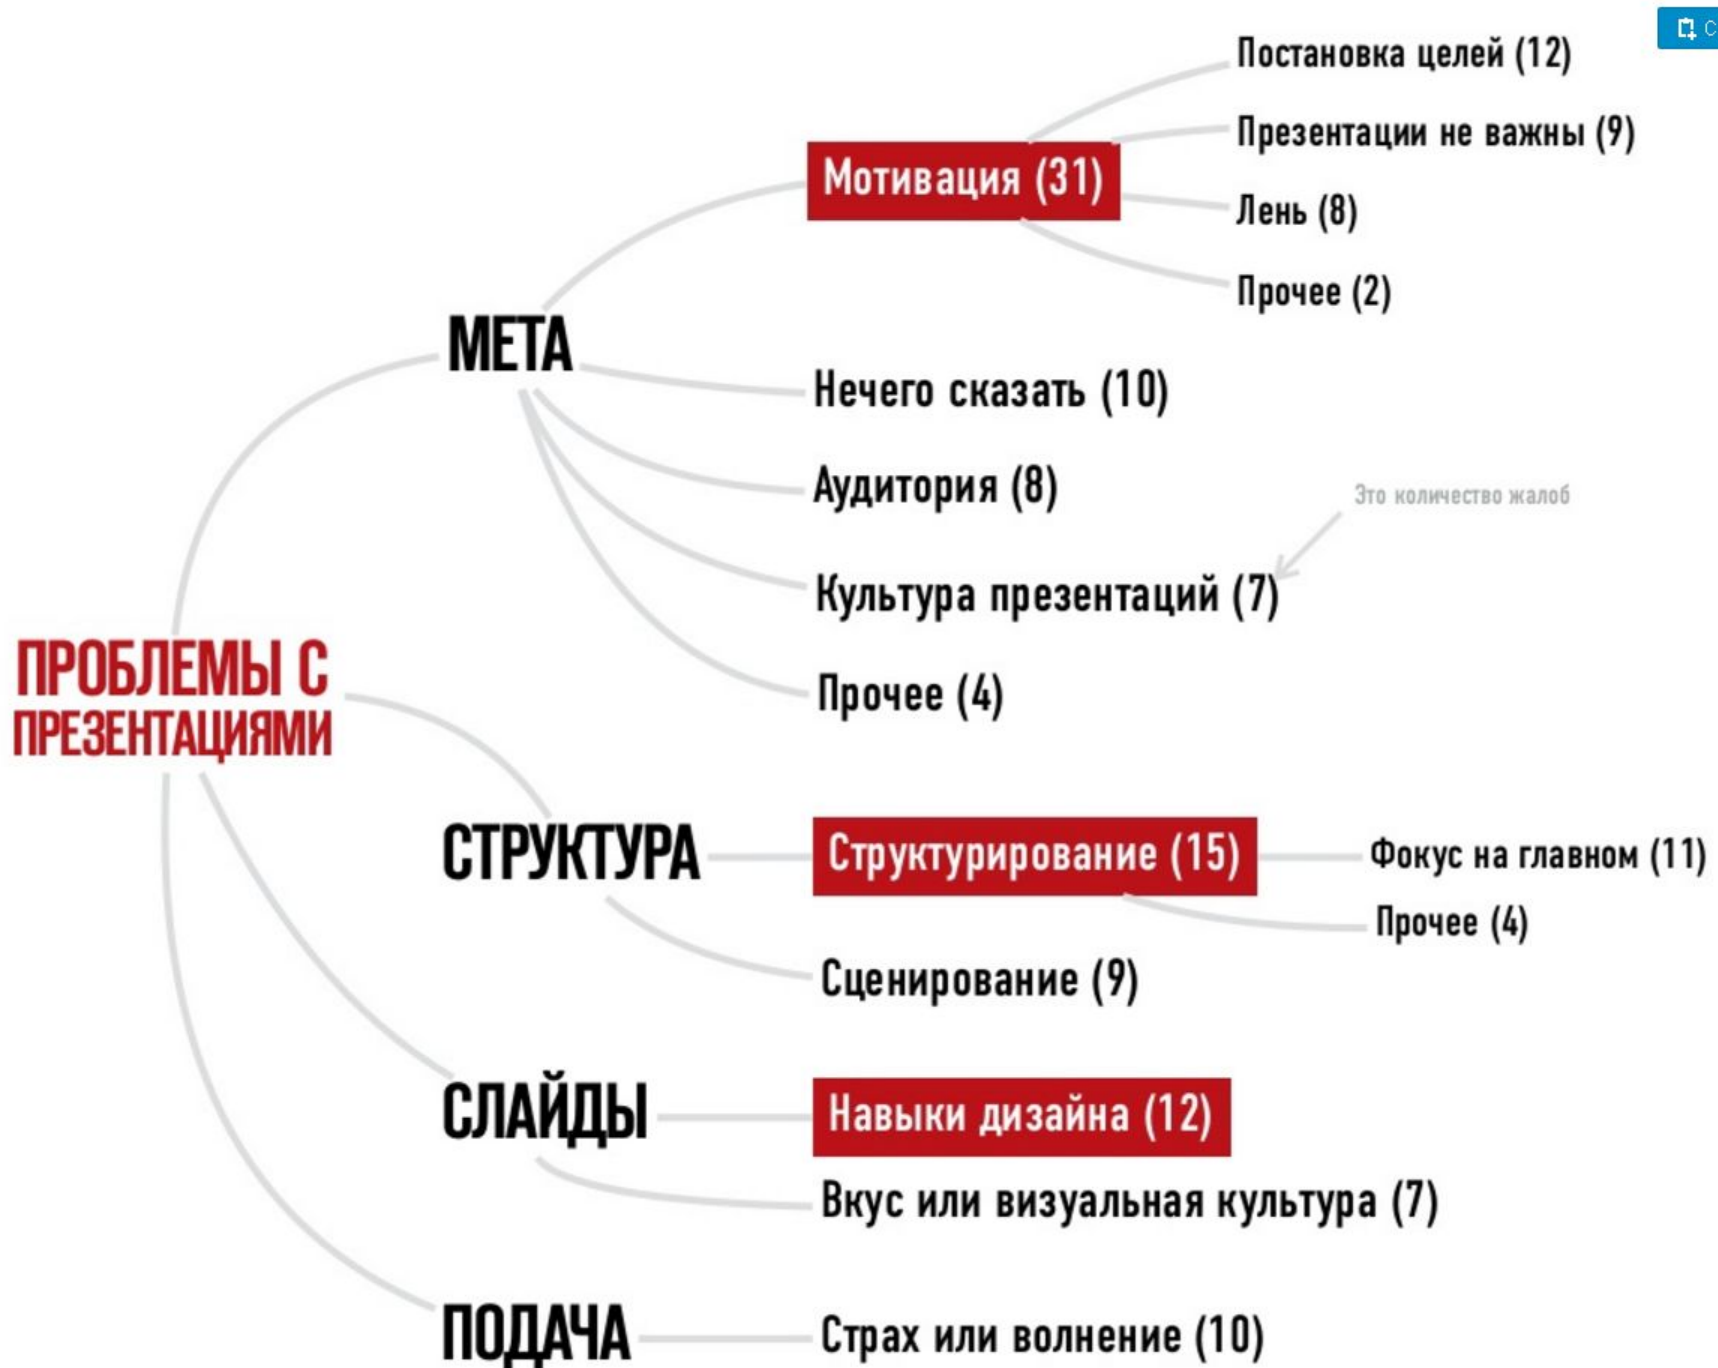 Постановка целей (12)
Презентации не важны (9)
Мотивация (31)
Лень (8)
Прочее (2)
МЕТА
Нечего сказать (10)
Аудитория (8)
Это количество жалоб
Культура презентаций (7)
Прочее (4)
ПРОБЛЕМЫ С
ПРЕЗЕНТАЦИЯМИ
СТРУКТУРА
Структурирование (15)
Фокус на главном (11)
Прочее (4)
Сценирование (9)
СЛАЙДЫ
Навыки дизайна (12)
Вкус или визуальная культура (7)
ПОДАЧА
Страх или волнение (10)